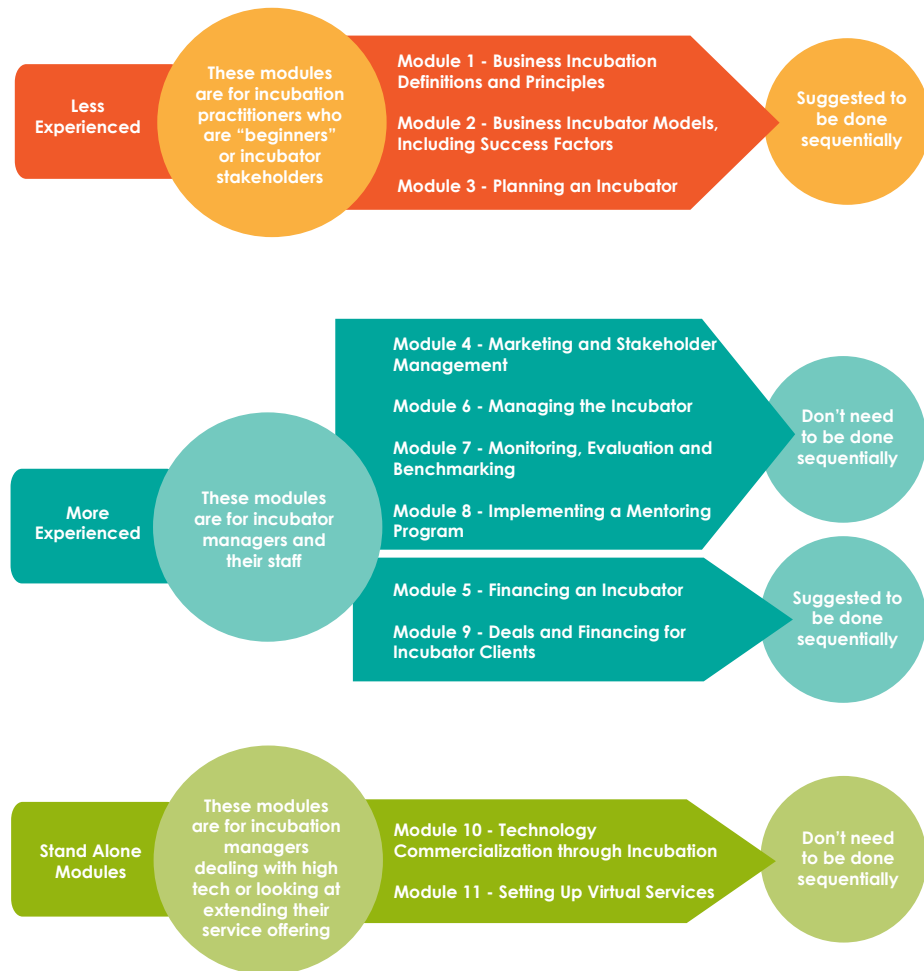 Less
Experienced
These modules
are for incubation
practitioners who
are “beginners”
or incubator
stakeholders
Module 1 - Business Incubation
Definitions and Principles
Module 2 - Business Incubator Models,
Including Success Factors
Module 3 - Planning an Incubator
Suggested to
be done
sequentially
More
Experienced
These modules
are for incubator
managers and
their staff
Module 4 - Marketing and Stakeholder
Management
Module 6 - Managing the Incubator
Module 7 - Monitoring, Evaluation and
Benchmarking
Module 8 - Implementing a Mentoring
Program
Don’t need
to be done
sequentially
Module 5 - Financing an Incubator
Module 9 - Deals and Financing for
Incubator Clients
Suggested to
be done
sequentially
Stand Alone
Modules
These modules
are for incubation
managers
dealing with high
tech or looking at
extending their
service offering
Module 10 - Technology
Commercialization through Incubation
Module 11 - Setting Up Virtual Services
Don’t need
to be done
sequentially